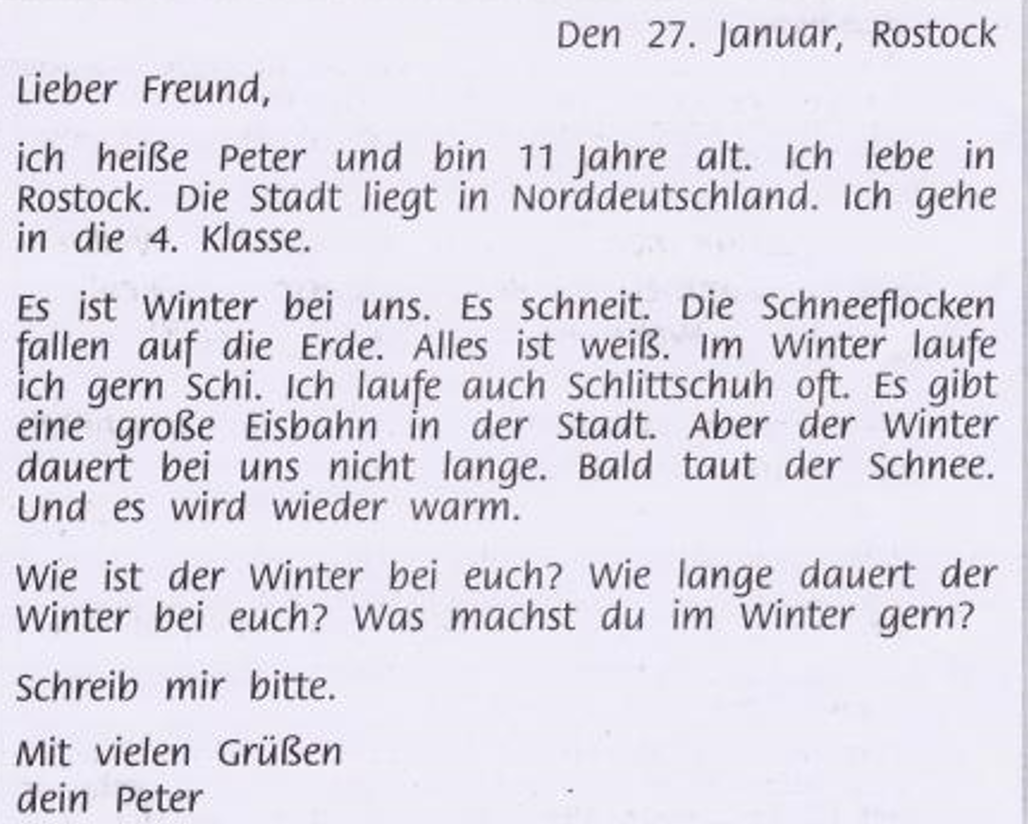 Den 27. Januar, Rostock
Lieber Freund,
ich heiße Peter und bin 11 Jahre alt. Ich lebe in
Rostock. Die Stadt liegt in Norddeutschland. Ich gehe
in die 4. Klasse.
Es ist Winter bei uns. Es schneit. Die Schneeflocken
fallen auf die Erde. Alles ist weiß. Im Winter laufe
ich gern Schi. Ich laufe auch Schlittschuh oft. Es gibt
eine große Eisbahn in der Stadt. Aber der Winter
dauert bei uns nicht lange. Bald taut der Schnee.
Und es wird wieder warm.
Wie ist der Winter bei euch? Wie lange dauert der
Winter bei euch? Was machst du im Winter gern?
Schreib mir bitte.
Mit vielen Grüßen
dein Peter